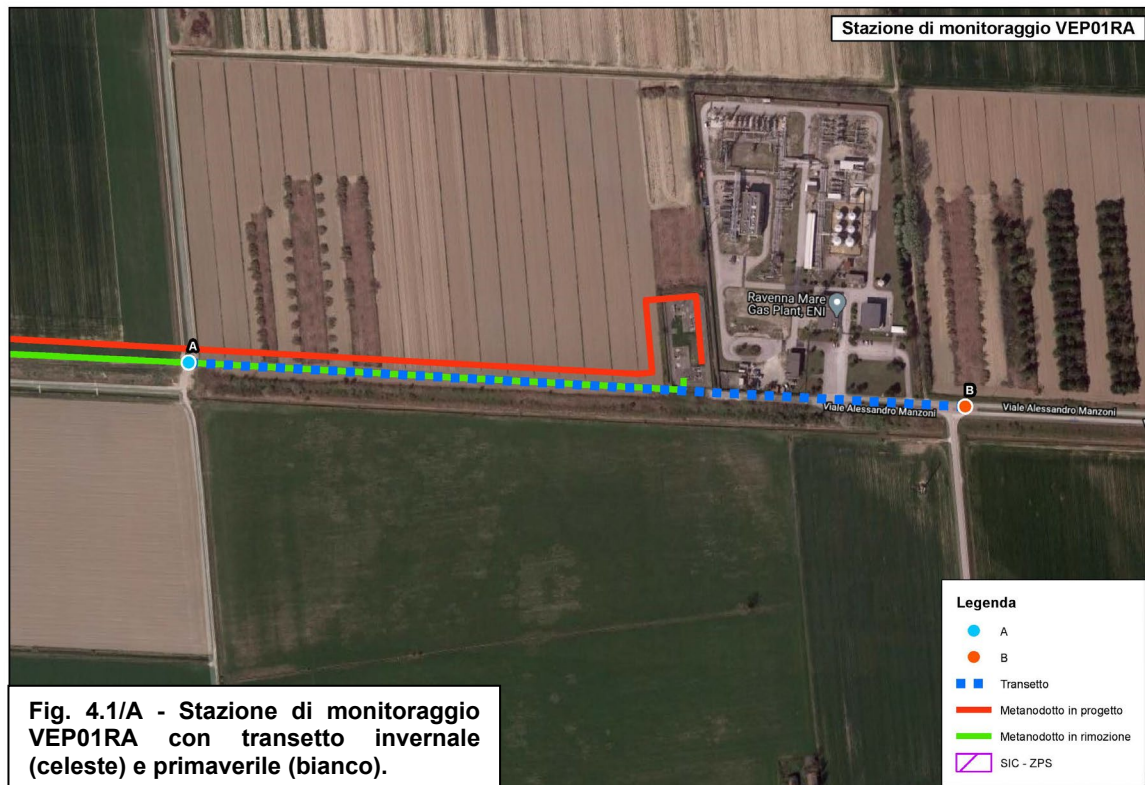 Stazione di monitoraggio VEP01RA
Ravenna Mare
Gas Plant, ENI
A
B
Viale Alessandro Manzoni
Viale Alessandro Manzoni
Legenda
A
B
Transetto
Metanodotto in progetto
Metanodotto in rimozione
SIC - ZPS
Fig. 4.1/A - Stazione di monitoraggio
VEP01RA con transetto invernale
(celeste) e primaverile (bianco).